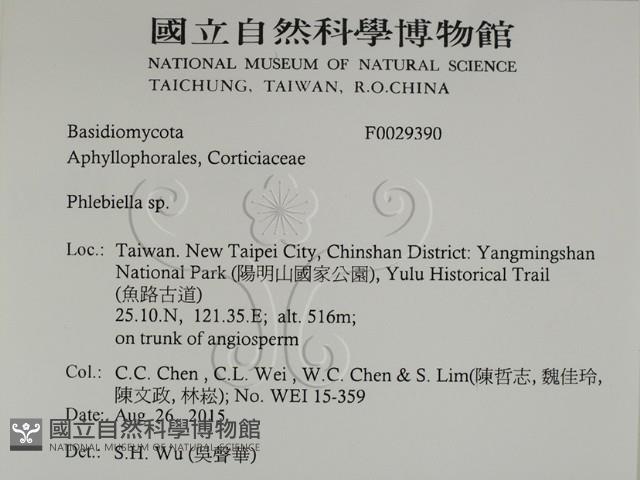 國立自然科學博物館
NATIONAL MUSEUM OF NATURAL SCIENCE
TAICHUNG, TAIWAN, R.O.CHINA
Basidiomycota F0029390
Aphyllophorales, Corticiaceae
Phlebiella sp.
Loc.: Taiwan. New Taipei City, Chinshan District: Yangmingshan
National Park (陽明山國家公園), Yulu Historical Trail
(魚路古道)
25.10.N, 121.35.E; alt. 516m;
on trunk of angiosperm
Col.: C.C. Chen , C.L. Wei , W.C. Chen & S. Lim(陳哲志, 魏佳玲,
陳文政, 林崧); No. WEI 15-359
Date: Aug. 26, 2015
國立自然科學博物館
NATIONAL MUSEUM OF NATURAL SCIENCE
Det.: S.H. Wu (吳聲華)